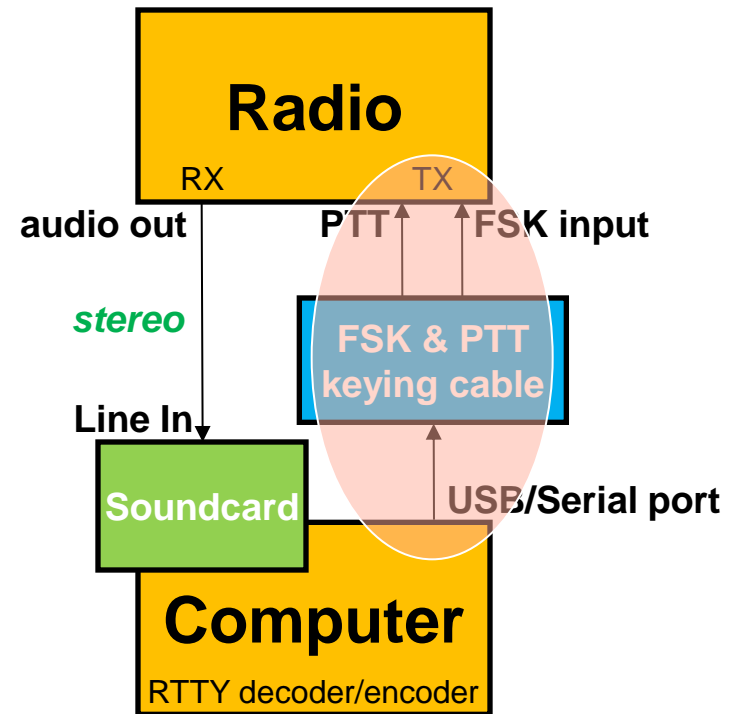 Radio
RX
TX
audio out
PTT
FSK input
stereo
FSK & PTT
keying cable
Line In
Soundcard
USB/Serial port
Computer
RTTY decoder/encoder